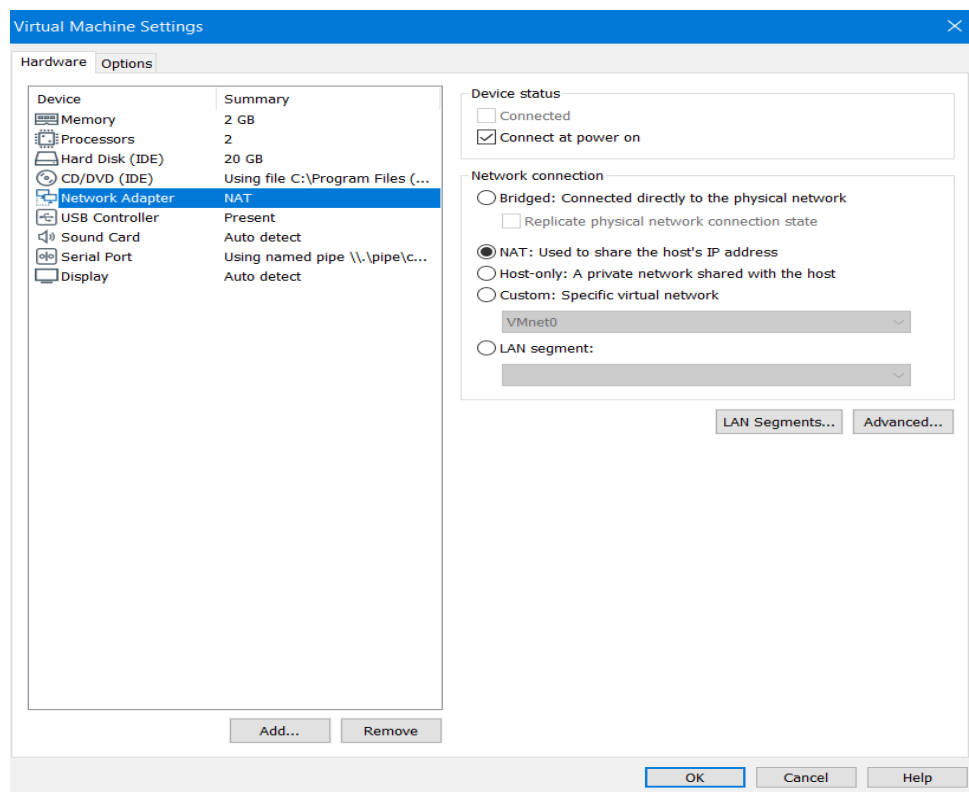 Virtual Machine Settings
Hardware Options
Device Summary
Memory 2 GB
Processors 2
Hard Disk (IDE) 20 GB
CD/DVD (IDE) Using file C:\Program Files (...
Network Adapter NAT
USB Controller Present
Sound Card Auto detect
Serial Port Using named pipe \\.\pipe\c...
Display Auto detect
Add... Remove
Device status
Connected
Connect at power on
Network connection
Bridged: Connected directly to the physical network
Replicate physical network connection state
NAT: Used to share the host's IP address
Host-only: A private network shared with the host
Custom: Specific virtual network
VMnet0
LAN segment:
LAN Segments... Advanced...
OK Cancel Help